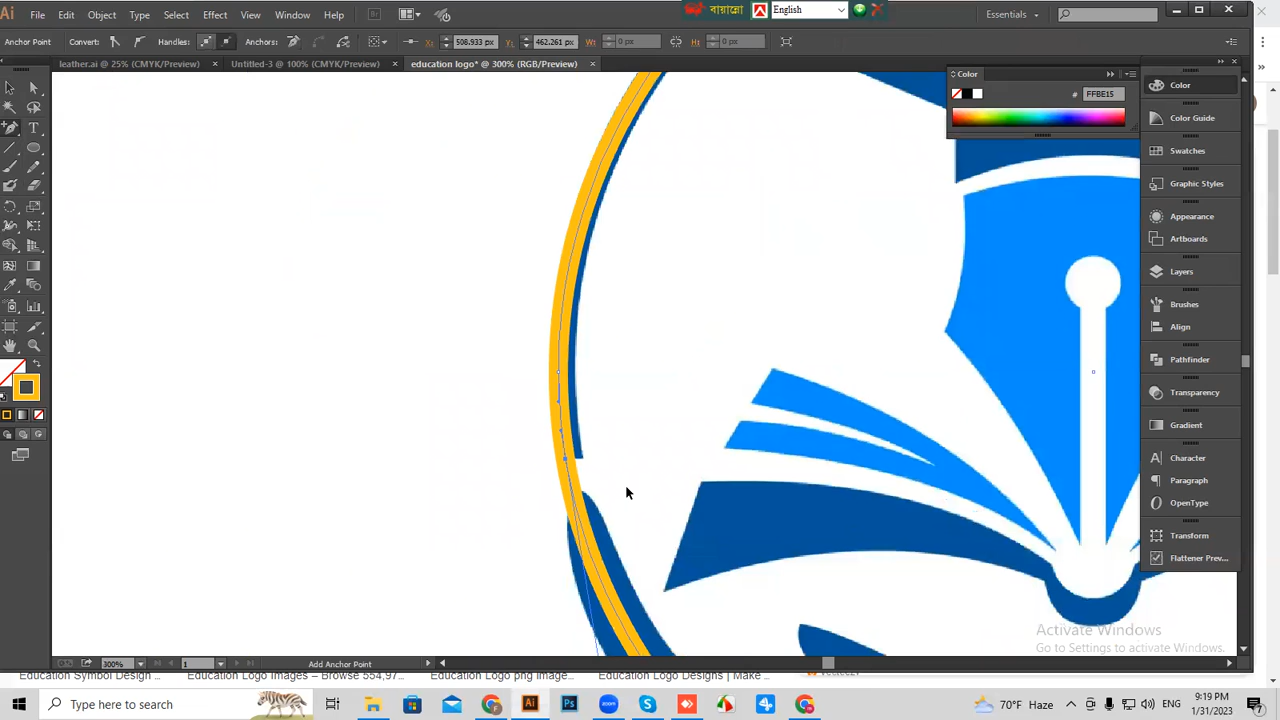 Ai File Edit Object Type Select Effect View Window Help Br বায়ান্নো English Essentials
Anchor Point Convert: Handles: Anchors: X: 508.933 px Y: 462.261 px W: 0 px H: 0 px
leather.ai @ 25% (CMYK/Preview) × Untitled-3 @ 100% (CMYK/Preview) × education logo* @ 300% (RGB/Preview) ×
Color
# FFBE15
Color
Color Guide
Swatches
Graphic Styles
Appearance
Artboards
Layers
Brushes
Align
Pathfinder
Transparency
Gradient
Character
Paragraph
OpenType
Transform
Flattener Prev...
Activate Windows
Go to Settings to activate Windows.
300% 1 Add Anchor Point
Education Symbol Design ... Education Logo Images – Browse 554,97... Education Logo png Image... Education Logo Designs | Make ...
Type here to search Ai Ps zoom 70°F Haze 9:19 PM
1/31/2023